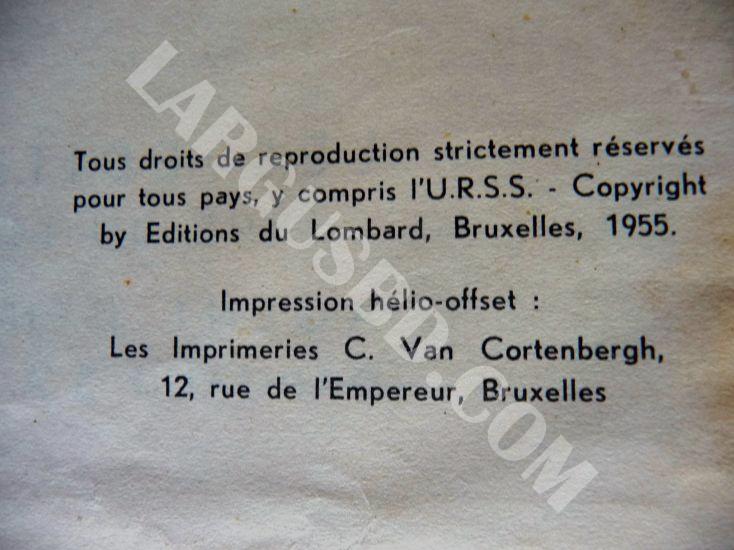 Tous droits de reproduction strictement réservés
pour tous pays, y compris l'U.R.S.S. - Copyright
by Editions du Lombard, Bruxelles, 1955.
Impression hélio-offset :
Les Imprimeries C. Van Cortenbergh,
12, rue de l'Empereur, Bruxelles
LARGUSBD.COM